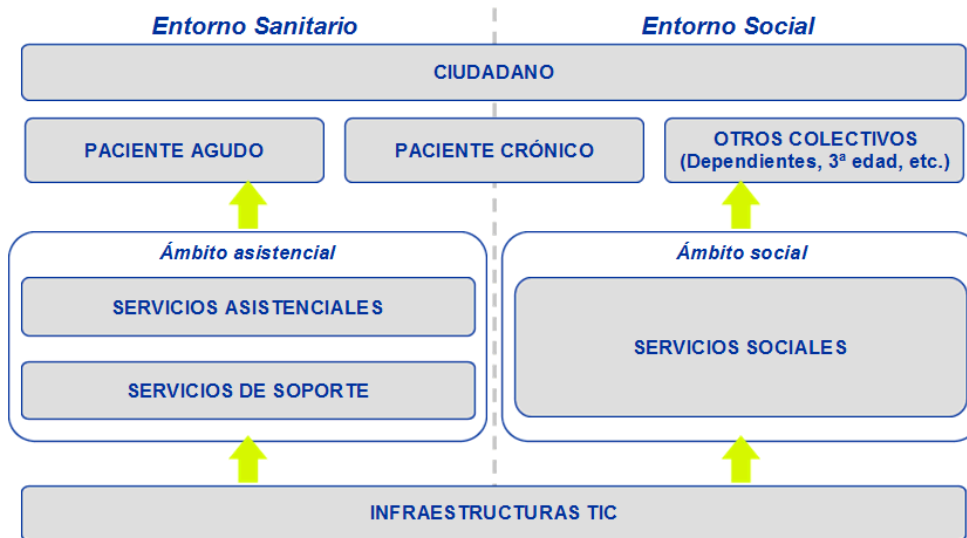 Entorno Sanitario
Entorno Social
CIUDADANO
PACIENTE AGUDO
PACIENTE CRÓNICO
OTROS COLECTIVOS
(Dependientes, 3ª edad, etc.)
Ámbito asistencial
SERVICIOS ASISTENCIALES
SERVICIOS DE SOPORTE
Ámbito social
SERVICIOS SOCIALES
INFRAESTRUCTURAS TIC